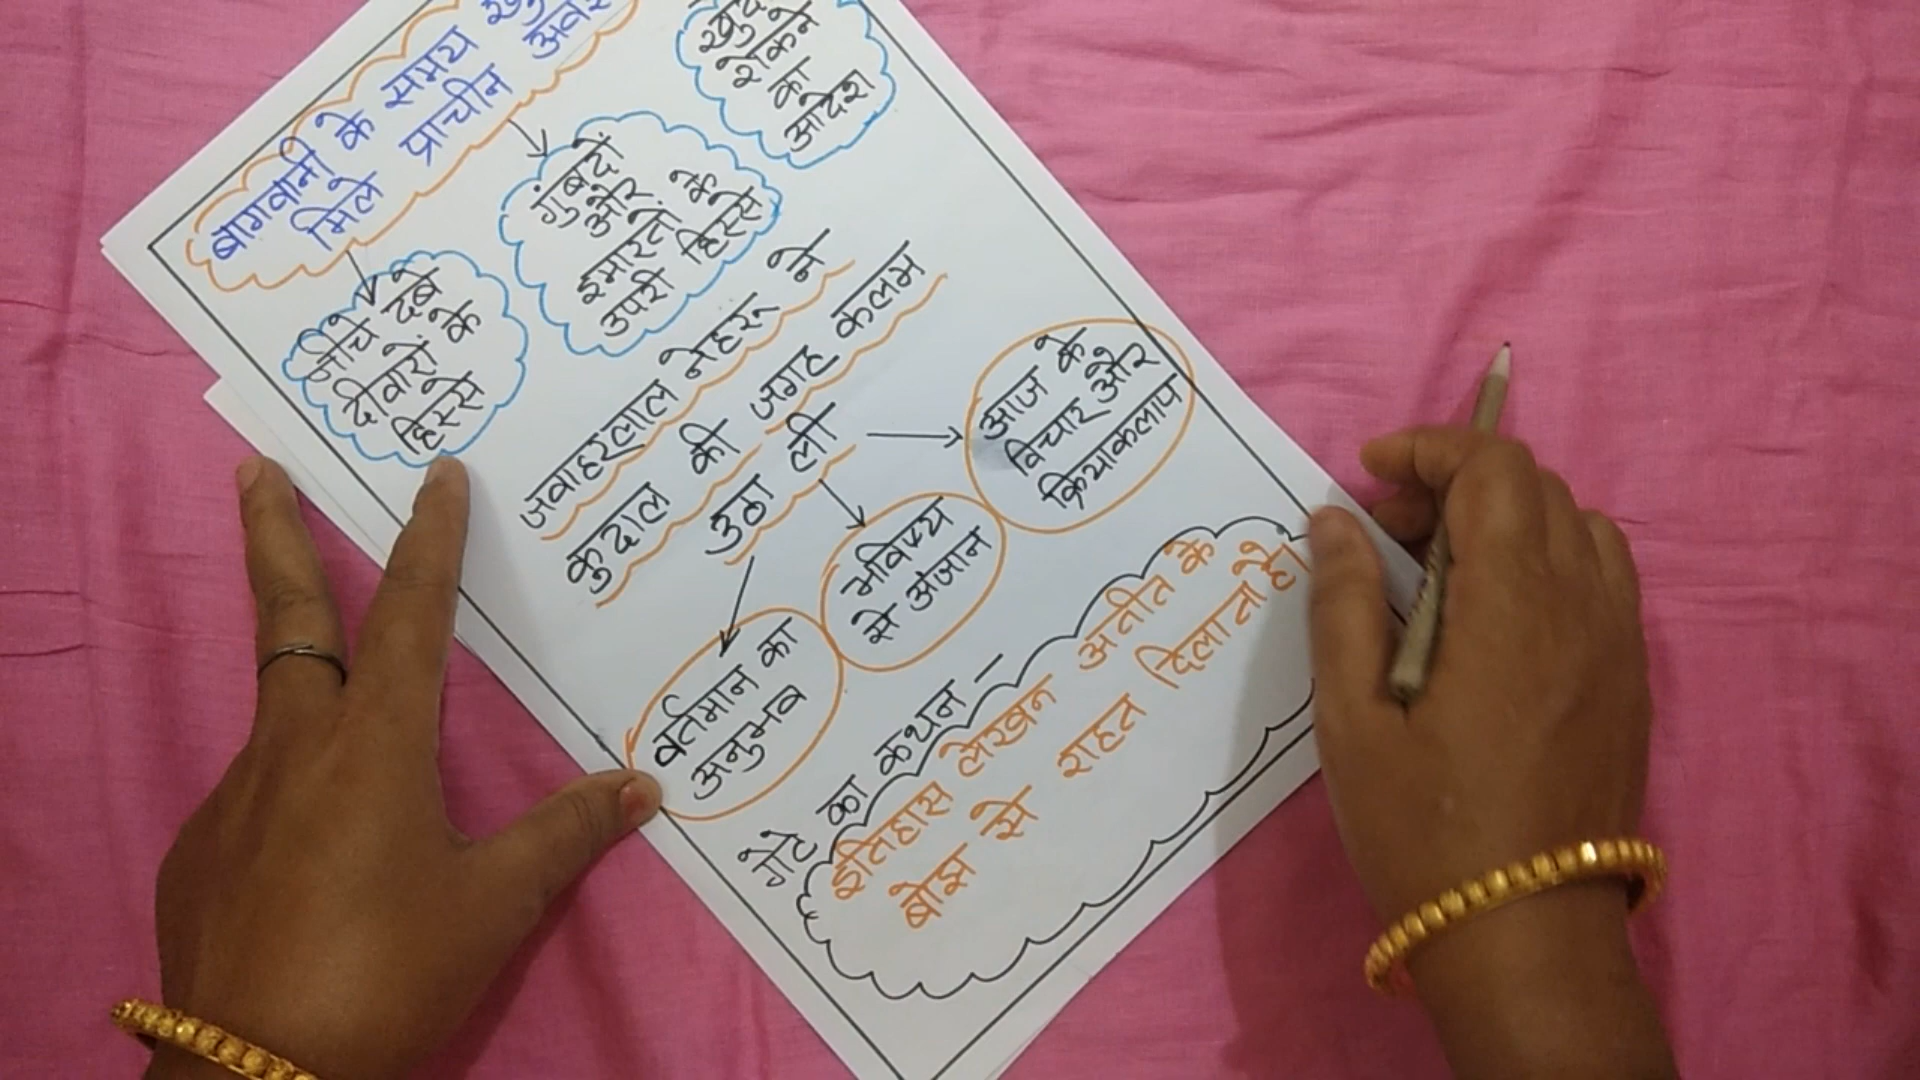 बागवानी के समय
मिले प्राचीन
नीचे दबे
दीवारों के
हिस्से
गुंबदें
और
इमारतों के
उपरी हिस्से
रोकने
का
आदेश
जवाहरलाल नेहरू ने
कुदाल की जगह कलम
उठा ली
आज के
विचार और
क्रियाकलाप
भविष्य
से अंजान
वर्तमान का
अनुभव
गेटे का कथन –
इतिहास लेखन अतीत के
बोझ से राहत दिलाता है।